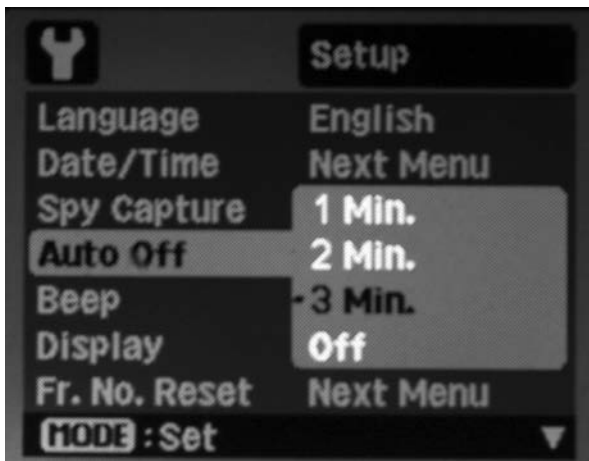 Setup
Language English
Date/Time Next Menu
Spy Capture 1 Min.
Auto Off 2 Min.
Beep 3 Min.
Display Off
Fr. No. Reset Next Menu
MODE :Set